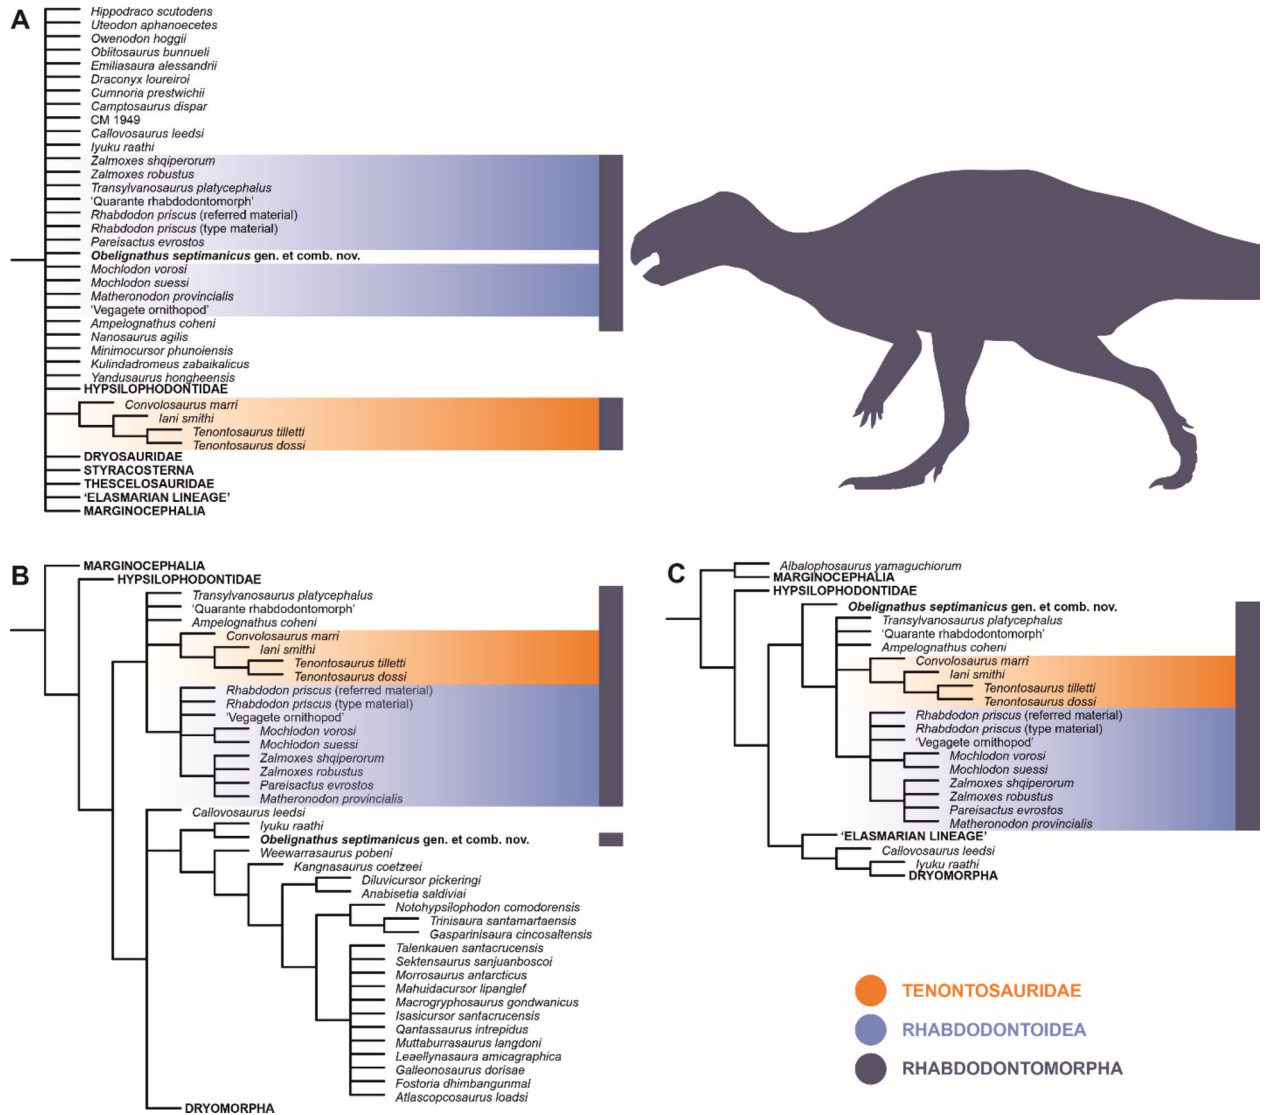 A
Hippodraco scutodens
Uteodon aphanoecetes
Owenodon hoggii
Oblitosaurus bunnueli
Emiliasaura alessandrii
Draconyx loureiroi
Cumnoria prestwichii
Camptosaurus dispar
CM 1949
Callovosaurus leedsi
Iyuku raathi
Zalmoxes shqiperorum
Zalmoxes robustus
Transylvanosaurus platycephalus
'Quarante rhabdodontomorph'
Rhabdodon priscus (referred material)
Rhabdodon priscus (type material)
Pareisactus evrostos
Obelignathus septimanicus gen. et comb. nov.
Mochlodon vorosi
Mochlodon suessi
Matheronodon provincialis
'Vegagete ornithopod'
Ampelognathus coheni
Nanosaurus agilis
Minimocursor phunoiensis
Kulindadromeus zabaikalicus
Yandusaurus hongheensis
HYPSILOPHODONTIDAE
Convolosaurus marri
Iani smithi
Tenontosaurus tilletti
Tenontosaurus dossi
DRYOSAURIDAE
STYRACOSTERNA
THESCELOSAURIDAE
'ELASMARIAN LINEAGE'
MARGINOCEPHALIA
B
MARGINOCEPHALIA
HYPSILOPHODONTIDAE
Transylvanosaurus platycephalus
'Quarante rhabdodontomorph'
Ampelognathus coheni
Convolosaurus marri
Iani smithi
Tenontosaurus tilletti
Tenontosaurus dossi
Rhabdodon priscus (referred material)
Rhabdodon priscus (type material)
'Vegagete ornithopod'
Mochlodon vorosi
Mochlodon suessi
Zalmoxes shqiperorum
Zalmoxes robustus
Pareisactus evrostos
Matheronodon provincialis
Callovosaurus leedsi
Iyuku raathi
Obelignathus septimanicus gen. et comb. nov.
Weewarrasaurus pobeni
Kangnasaurus coetzeei
Diluvicursor pickeringi
Anabisetia saldiviai
Notohypsilophodon comodorensis
Trinisaura santamartaensis
Gasparinisaura cincosaltensis
Talenkauen santacrucensis
Sektensaurus sanjuanboscoi
Morrosaurus antarcticus
Mahuidacursor lipanglef
Macrogryphosaurus gondwanicus
Isasicursor santacrucensis
Qantassaurus intrepidus
Muttaburrasaurus langdoni
Leaellynasaura amicagraphica
Galleonosaurus dorisae
Fostoria dhimbangunmal
Atlascopcosaurus loadsi
DRYOMORPHA
C
Albalophosaurus yamaguchiorum
MARGINOCEPHALIA
HYPSILOPHODONTIDAE
Obelignathus septimanicus gen. et comb. nov.
Transylvanosaurus platycephalus
'Quarante rhabdodontomorph'
Ampelognathus coheni
Convolosaurus marri
Iani smithi
Tenontosaurus tilletti
Tenontosaurus dossi
Rhabdodon priscus (referred material)
Rhabdodon priscus (type material)
'Vegagete ornithopod'
Mochlodon vorosi
Mochlodon suessi
Zalmoxes shqiperorum
Zalmoxes robustus
Pareisactus evrostos
Matheronodon provincialis
'ELASMARIAN LINEAGE'
Callovosaurus leedsi
Iyuku raathi
DRYOMORPHA
TENONTOSAURIDAE
RHABDODONTOIDEA
RHABDODONTOMORPHA